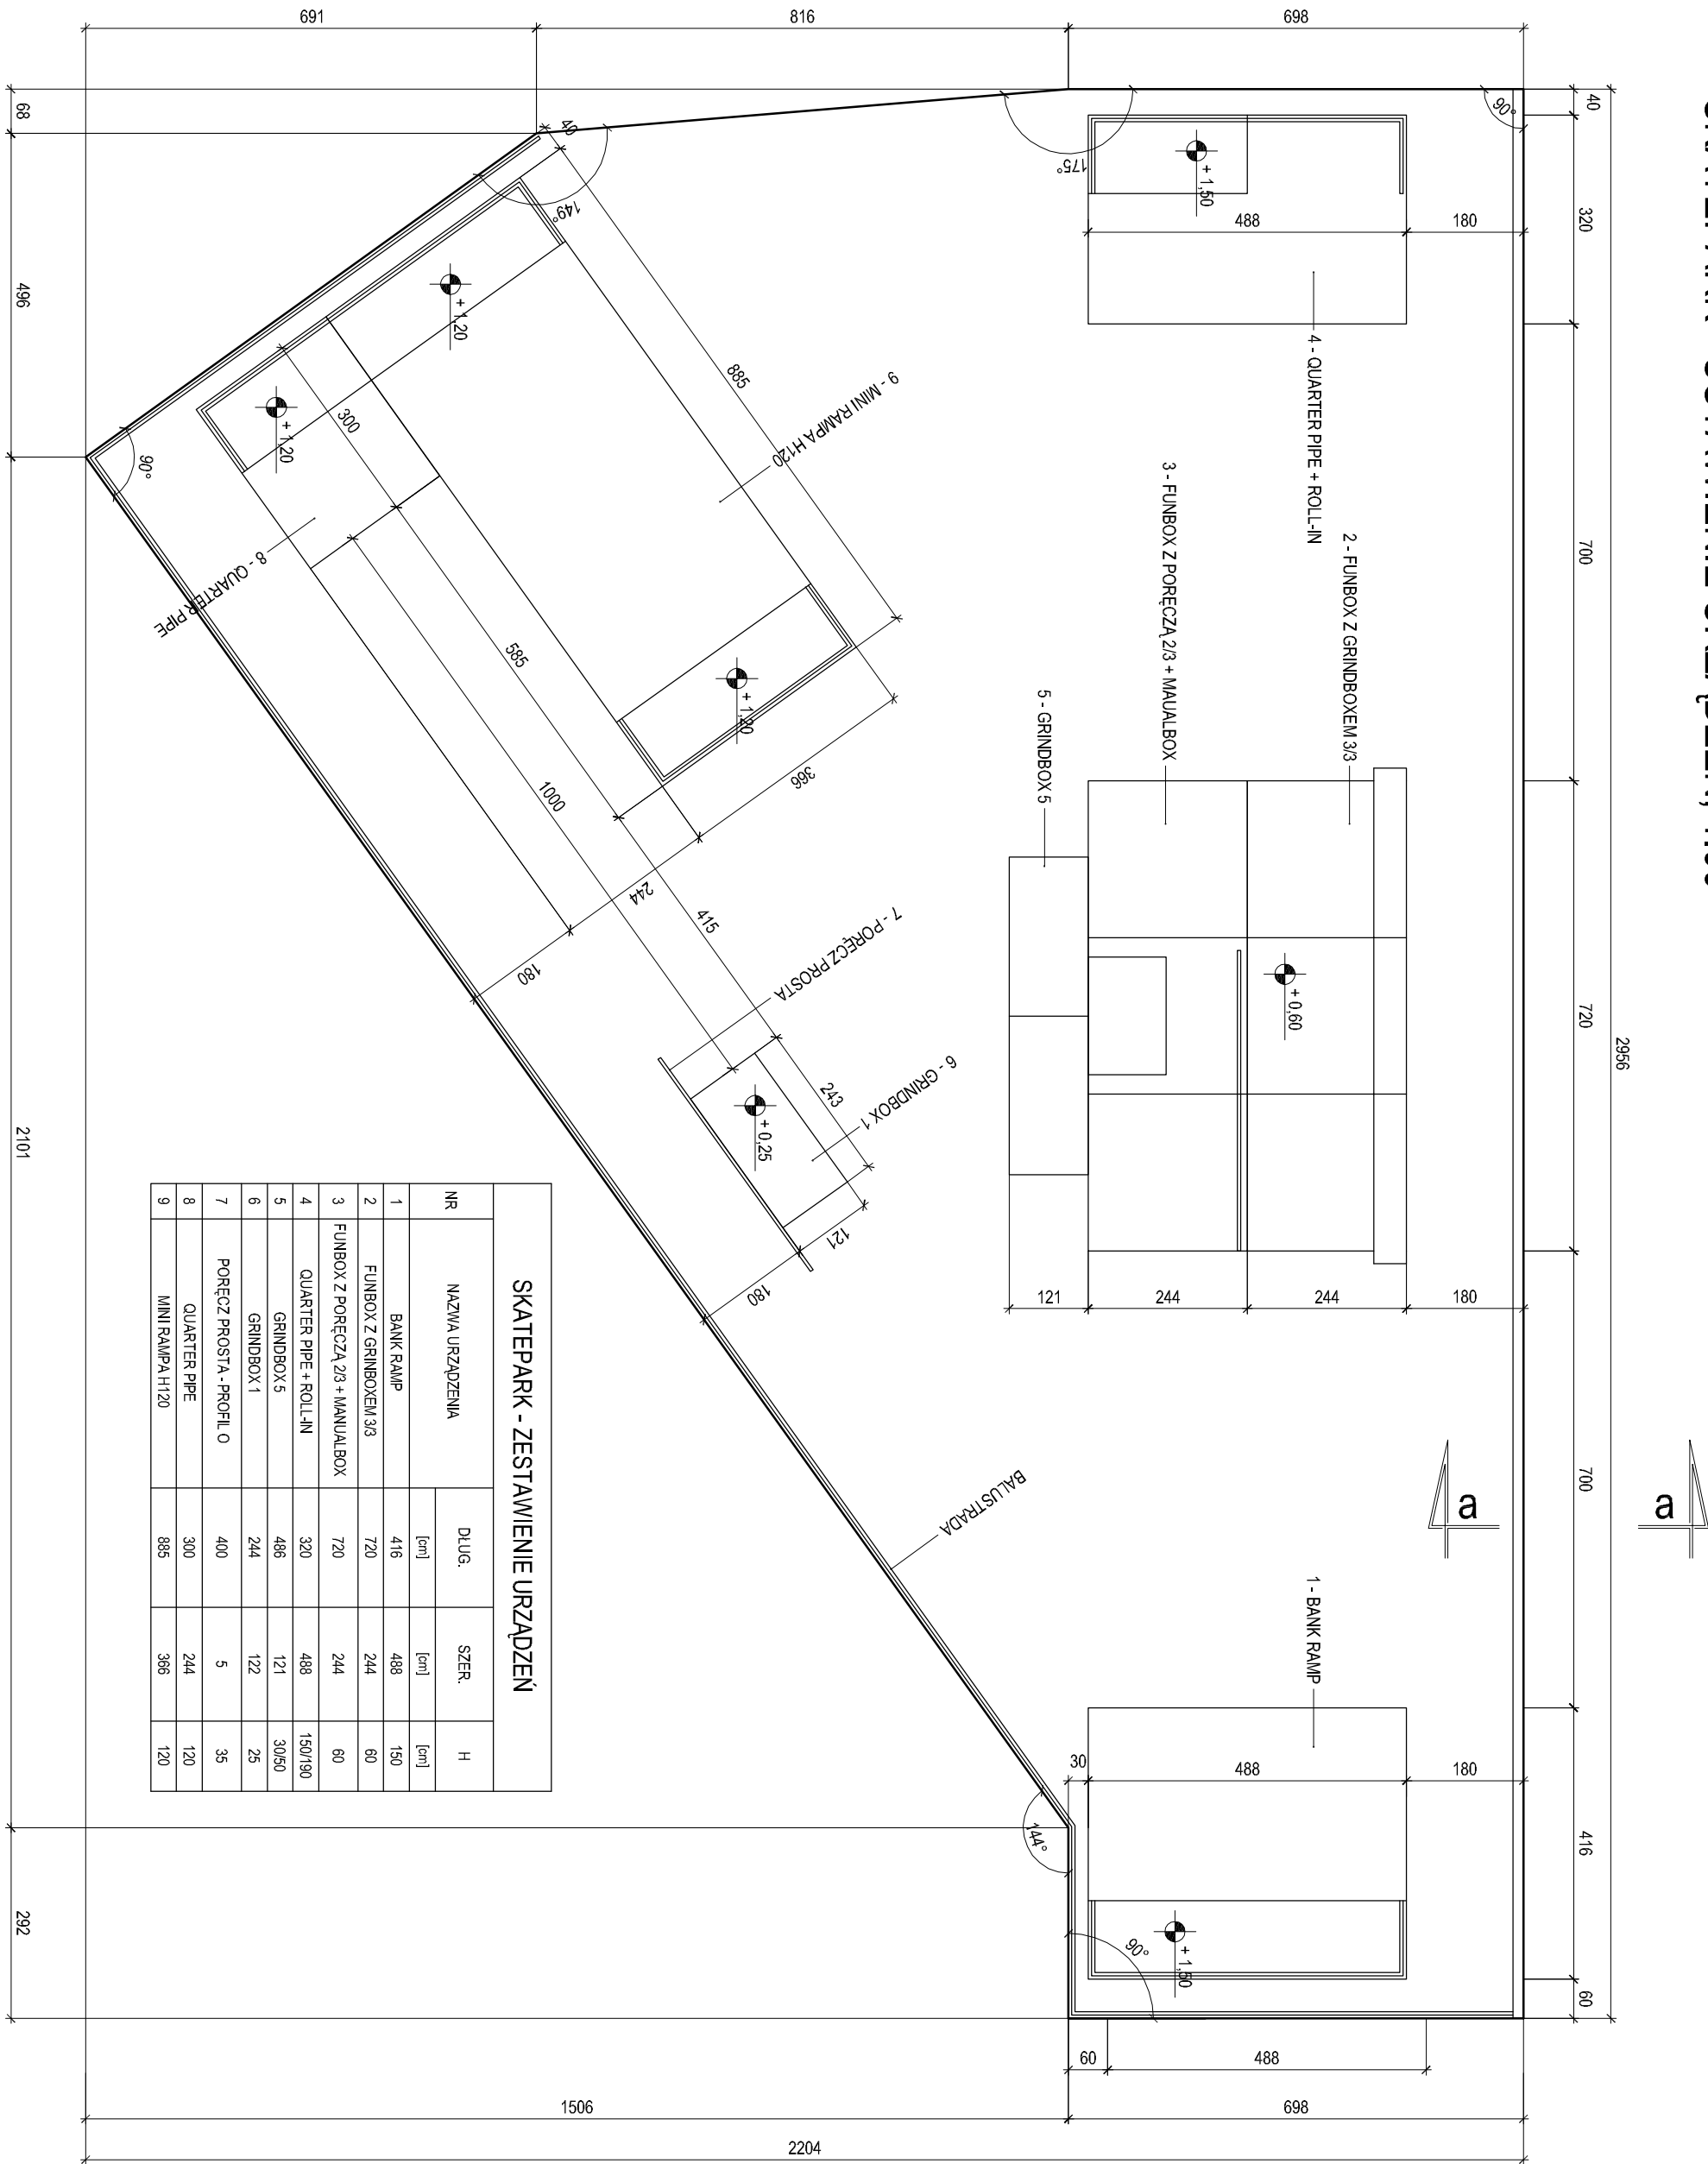 691
816
698
40
320
700
720
700
416
60
2956
68
496
2101
292
90°
175°
40
149°
+ 1,50
488
180
4 - QUARTER PIPE + ROLL-IN
+ 1,20
+ 1,20
885
9 - MINI RAMPA H120
300
90°
8 - QUARTER PIPE
585
+ 1,20
1000
366
244
415
180
3 - FUNBOX Z PORĘCZĄ 2/3 + MAUALBOX
2 - FUNBOX Z GRINDBOXEM 3/3
5 - GRINDBOX 5
+ 0,60
7 - PORĘCZ PROSTA
6 - GRINDBOX 1
243
+ 0,25
121
180
121
244
244
180
BALUSTRADA
a
a
1 - BANK RAMP
30
488
180
144°
90°
+ 1,50
60
488
1506
698
2204
SKATEPARK - ZESTAWIENIE URZĄDZEŃ
NR NAZWA URZĄDZENIA DŁUG. SZER. H
[cm] [cm] [cm]
1 BANK RAMP 416 488 150
2 FUNBOX Z GRINBOXEM 3/3 720 244 60
3 FUNBOX Z PORĘCZĄ 2/3 + MANUALBOX 720 244 60
4 QUARTER PIPE + ROLL-IN 320 488 150/190
5 GRINDBOX 5 486 121 30/50
6 GRINDBOX 1 244 122 25
7 PORĘCZ PROSTA - PROFIL O 400 5 35
8 QUARTER PIPE 300 244 120
9 MINI RAMPA H120 885 366 120